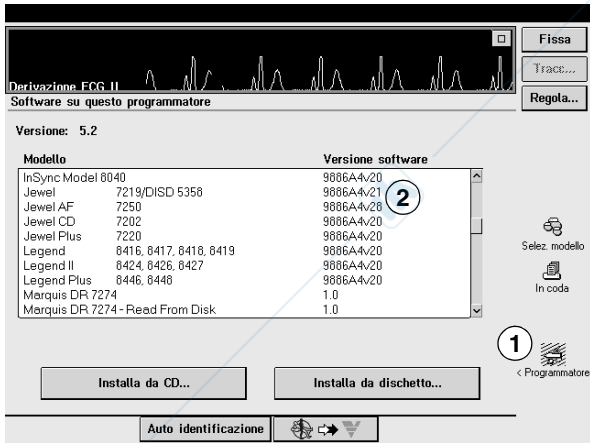 Derivazione ECG II
Software su questo programmatore
Fissa
Tracc...
Regola...
Versione: 5.2
Modello Versione software
InSync Model 8040 9886A4v20
Jewel 7219/DISD 5358 9886A4v21
Jewel AF 7250 9886A4v28
Jewel CD 7202 9886A4v20
Jewel Plus 7220 9886A4v20
Legend 8416, 8417, 8418, 8419 9886A4v20
Legend II 8424, 8426, 8427 9886A4v20
Legend Plus 8446, 8448 9886A4v20
Marquis DR 7274 1.0
Marquis DR 7274 - Read From Disk 1.0
2
Selez. modello
In coda
1
< Programmatore
Installa da CD...
Installa da dischetto...
Auto identificazione